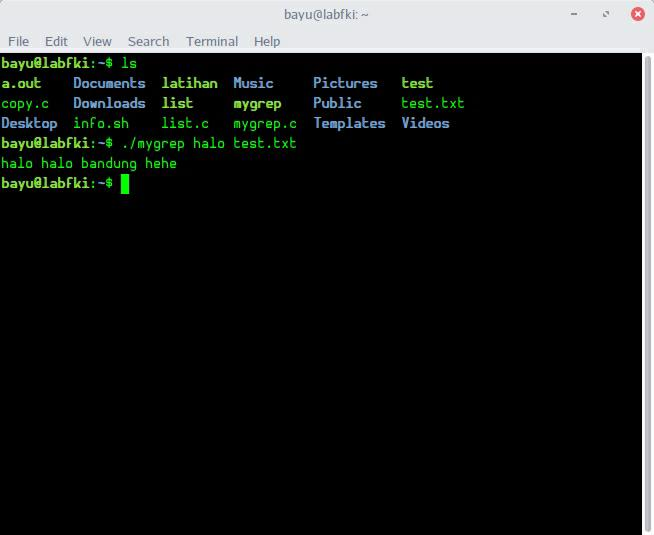 bayu@labfki: ~
File Edit View Search Terminal Help
bayu@labfki:~$ ls
a.out Documents latihan Music Pictures test
copy.c Downloads list mygrep Public test.txt
Desktop info.sh list.c mygrep.c Templates Videos
bayu@labfki:~$ ./mygrep halo test.txt
halo halo bandung hehe
bayu@labfki:~$